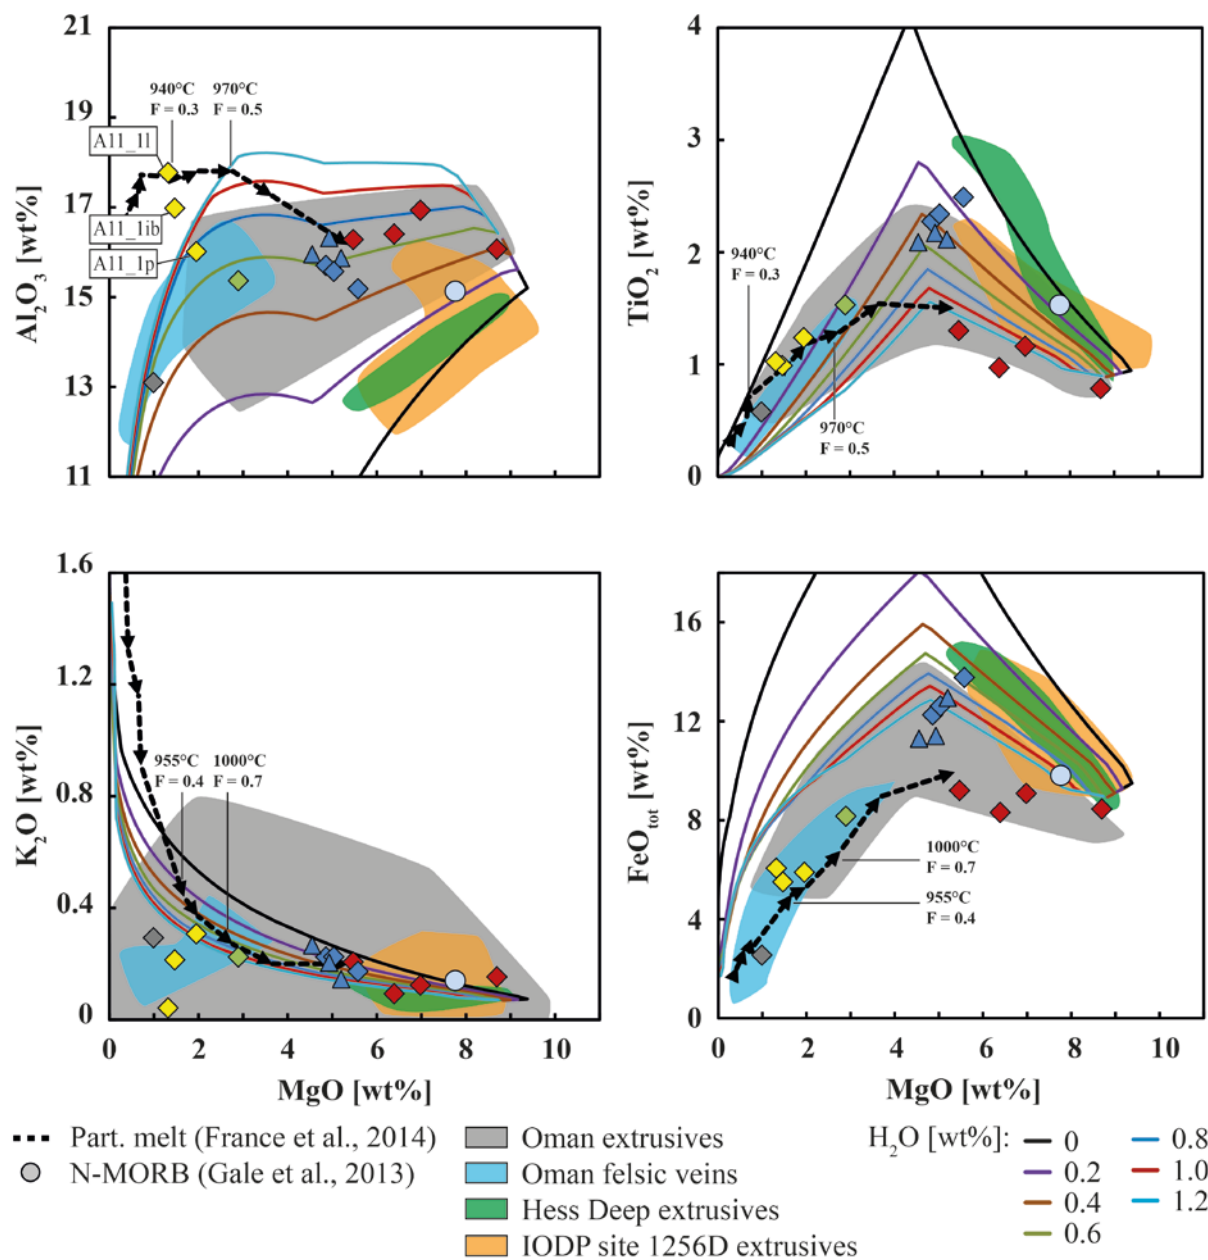 21
19
17
15
13
11
Al2O3 [wt%]
940°C
F = 0.3
970°C
F = 0.5
A11_1l
A11_1ib
A11_1p
4
3
2
1
0
TiO2 [wt%]
940°C
F = 0.3
970°C
F = 0.5
1.6
1.2
0.8
0.4
0
K2O [wt%]
955°C
F = 0.4
1000°C
F = 0.7
0 2 4 6 8 10
MgO [wt%]
16
12
8
4
0
FeOtot [wt%]
1000°C
F = 0.7
955°C
F = 0.4
0 2 4 6 8 10
MgO [wt%]
Part. melt (France et al., 2014)
N-MORB (Gale et al., 2013)
Oman extrusives
Oman felsic veins
Hess Deep extrusives
IODP site 1256D extrusives
H2O [wt%]:
0
0.2
0.4
0.6
0.8
1.0
1.2